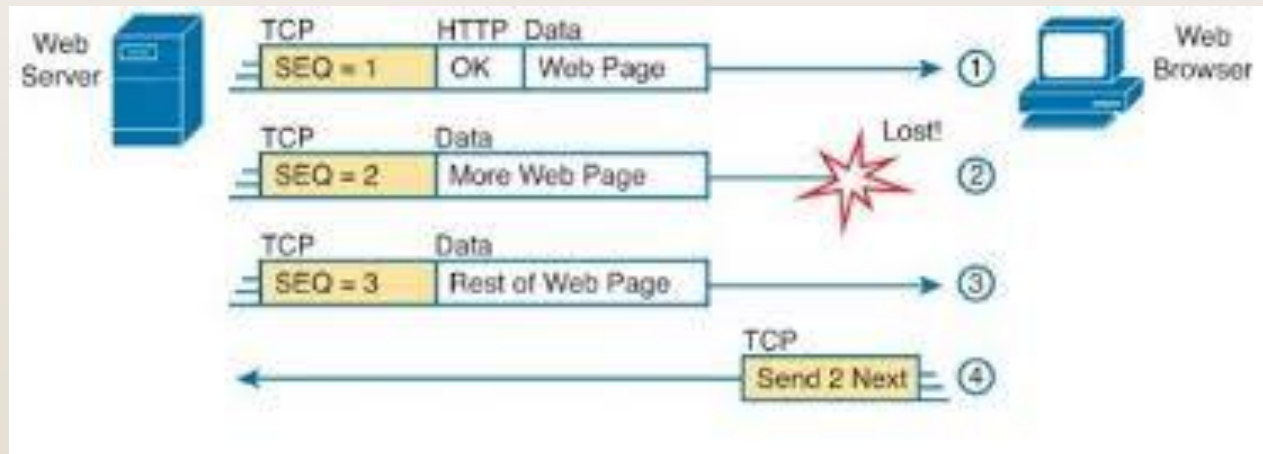 Web
Server
TCP HTTP Data
SEQ = 1 OK Web Page
①
Web
Browser
TCP Data
SEQ = 2 More Web Page
Lost!
②
TCP Data
SEQ = 3 Rest of Web Page
③
TCP
Send 2 Next
④